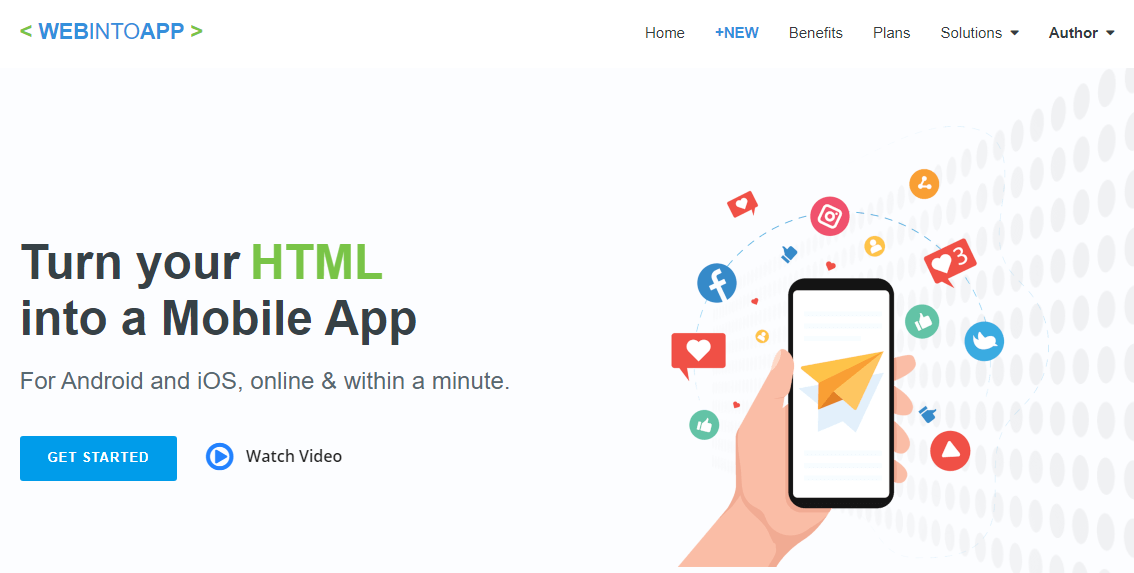 < WEBINTOAPP >
Home +NEW Benefits Plans Solutions Author
3
Turn your HTML
into a Mobile App
For Android and iOS, online & within a minute.
GET STARTED Watch Video